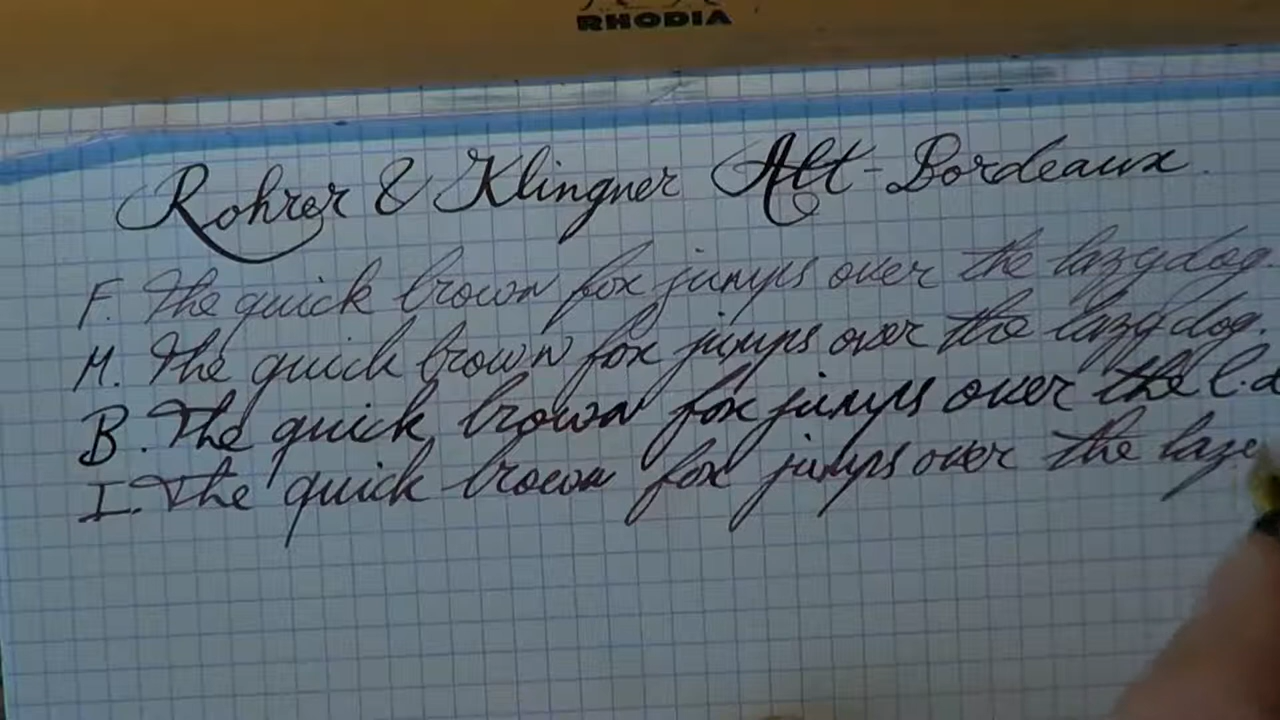 RHODIA
Rohrer & Klingner Alt-Bordeaux
F. The quick brown fox jumps over the lazy dog.
M. The quick brown fox jumps over the lazy dog.
B. The quick brown fox jumps over the l.d
I. The quick brown fox jumps over the lazy